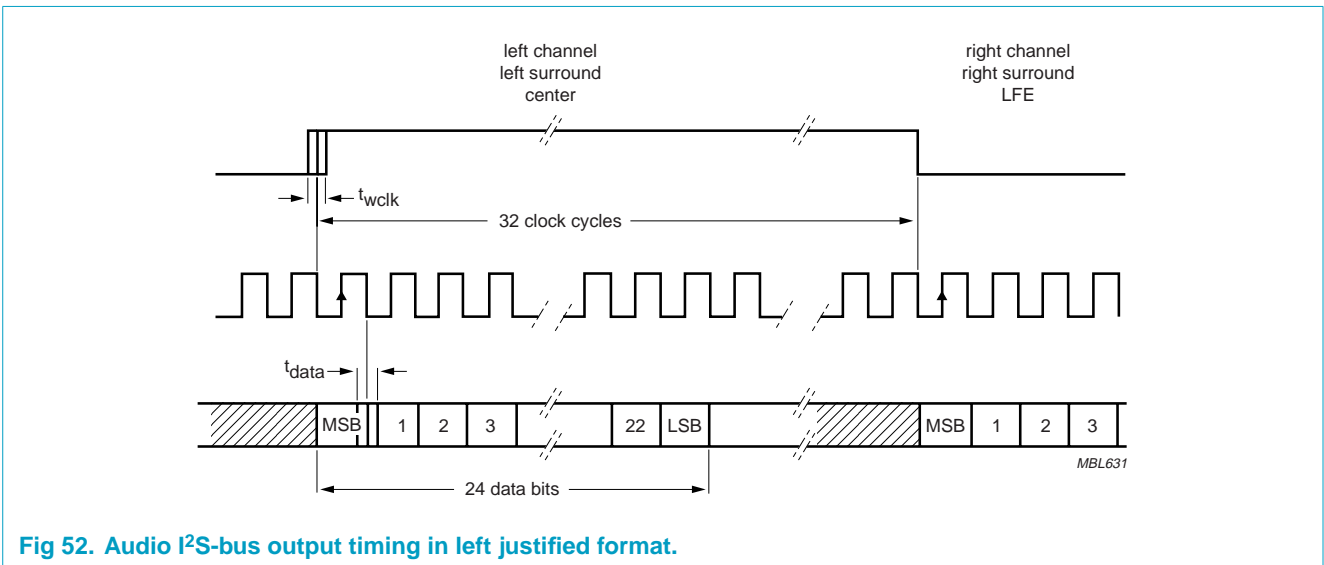 left channel
left surround
center
right channel
right surround
LFE
twclk
32 clock cycles
tdata
MSB 1 2 3 22 LSB MSB 1 2 3
MBL631
24 data bits
Fig 52. Audio I²S-bus output timing in left justified format.